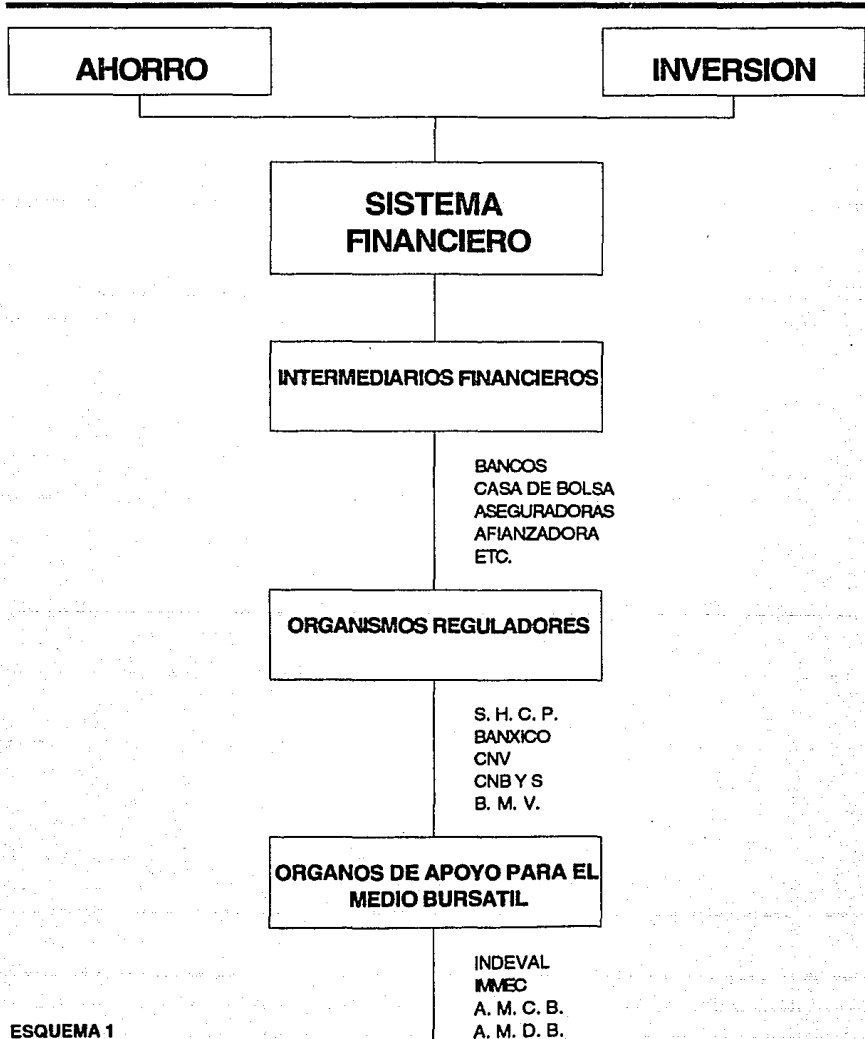 AHORRO
INVERSION
SISTEMA
FINANCIERO
INTERMEDIARIOS FINANCIEROS
BANCOS
CASA DE BOLSA
ASEGURADORAS
AFIANZADORA
ETC.
ORGANISMOS REGULADORES
S. H. C. P.
BANXICO
CNV
CNB Y S
B. M. V.
ORGANOS DE APOYO PARA EL
MEDIO BURSATIL
INDEVAL
IMMEC
A. M. C. B.
A. M. D. B.
ESQUEMA 1